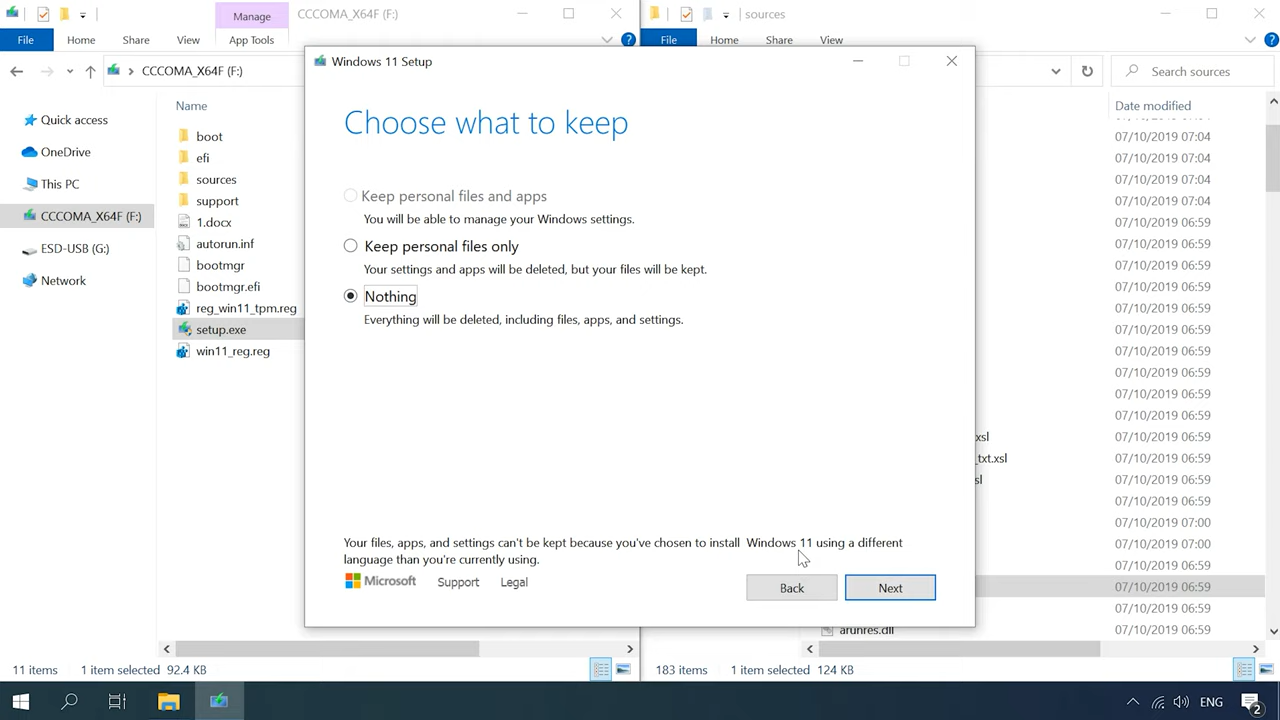 Manage
CCCOMA_X64F (F:)
sources
File
Home
Share
View
App Tools
File
Home
Share
View
CCCOMA_X64F (F:)
Search sources
Windows 11 Setup
Name
Date modified
Quick access
OneDrive
This PC
CCCOMA_X64F (F:)
ESD-USB (G:)
Network
boot
efi
sources
support
1.docx
autorun.inf
bootmgr
bootmgr.efi
reg_win11_tpm.reg
setup.exe
win11_reg.reg
Choose what to keep
Keep personal files and apps
You will be able to manage your Windows settings.
Keep personal files only
Your settings and apps will be deleted, but your files will be kept.
Nothing
Everything will be deleted, including files, apps, and settings.
Your files, apps, and settings can't be kept because you've chosen to install Windows 11 using a different
language than you're currently using.
Microsoft
Support
Legal
Back
Next
07/10/2019 07:04
07/10/2019 07:04
07/10/2019 07:04
07/10/2019 07:04
07/10/2019 07:04
07/10/2019 06:59
07/10/2019 06:59
07/10/2019 06:59
07/10/2019 06:59
07/10/2019 06:59
07/10/2019 06:59
07/10/2019 06:59
07/10/2019 06:59
07/10/2019 06:59
xsl
07/10/2019 06:59
_txt.xsl
07/10/2019 06:59
sl
07/10/2019 06:59
07/10/2019 06:59
07/10/2019 07:00
07/10/2019 07:00
07/10/2019 06:59
07/10/2019 06:59
07/10/2019 06:59
arunres.dll
07/10/2019 06:59
11 items
1 item selected 92.4 KB
183 items
1 item selected 124 KB
ENG
2